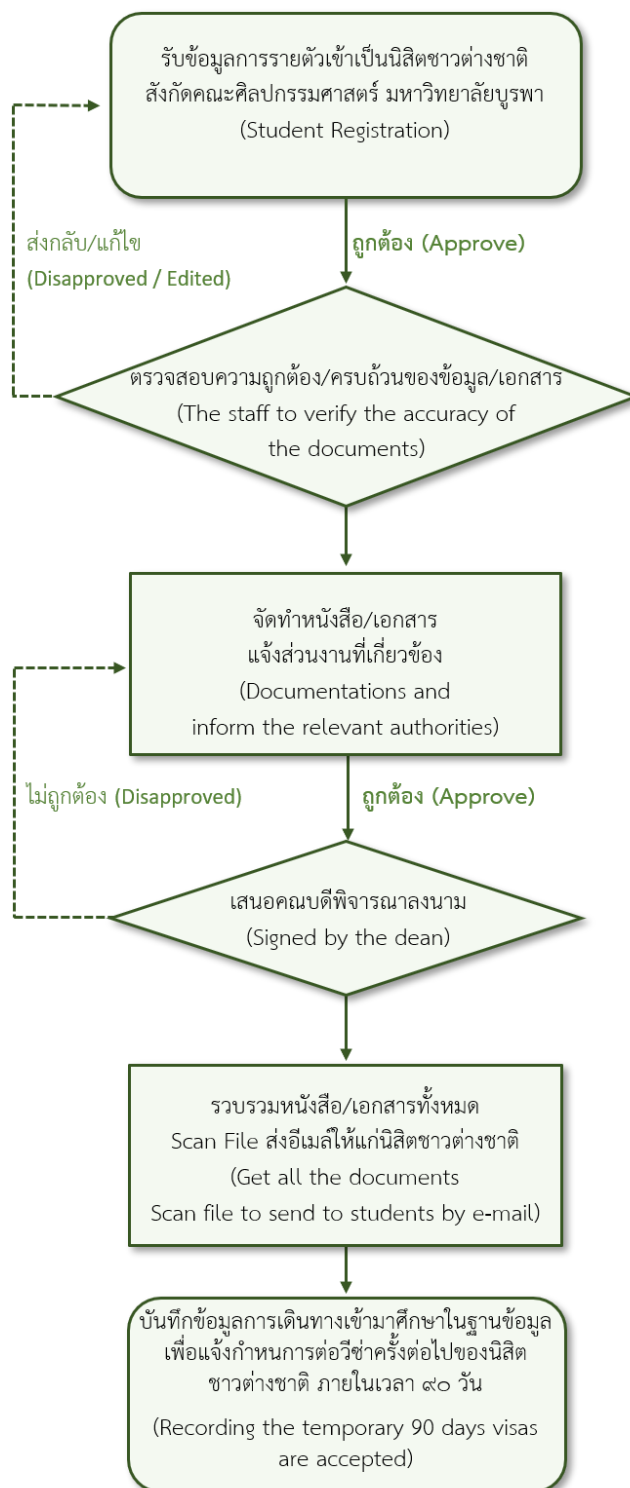 รับข้อมูลการรายตัวเข้าเป็นนิสิตชาวต่างชาติ
สังกัดคณะศิลปกรรมศาสตร์ มหาวิทยาลัยบูรพา
(Student Registration)
ส่งกลับ/แก้ไข
(Disapproved / Edited)
ถูกต้อง (Approve)
ตรวจสอบความถูกต้อง/ครบถ้วนของข้อมูล/เอกสาร
(The staff to verify the accuracy of
the documents)
จัดทำหนังสือ/เอกสาร
แจ้งส่วนงานที่เกี่ยวข้อง
(Documentations and
inform the relevant authorities)
ไม่ถูกต้อง (Disapproved)
ถูกต้อง (Approve)
เสนอคณบดีพิจารณาลงนาม
(Signed by the dean)
รวบรวมหนังสือ/เอกสารทั้งหมด
Scan File ส่งอีเมล์ให้แก่นิสิตชาวต่างชาติ
(Get all the documents
Scan file to send to students by e-mail)
บันทึกข้อมูลการเดินทางเข้ามาศึกษาในฐานข้อมูล
เพื่อแจ้งกำหนการต่อวีซ่าครั้งต่อไปของนิสิต
ชาวต่างชาติ ภายในเวลา ๙๐ วัน
(Recording the temporary 90 days visas
are accepted)